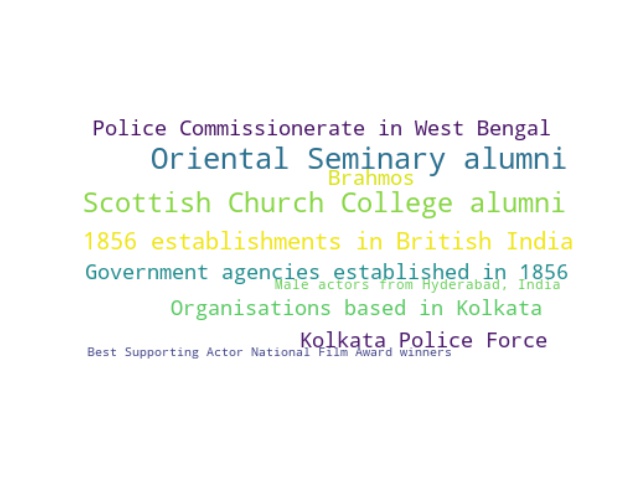 Police Commissionerate in West Bengal
Oriental Seminary alumni
Brahmos
Scottish Church College alumni
1856 establishments in British India
Government agencies established in 1856
Male actors from Hyderabad, India
Organisations based in Kolkata
Kolkata Police Force
Best Supporting Actor National Film Award winners